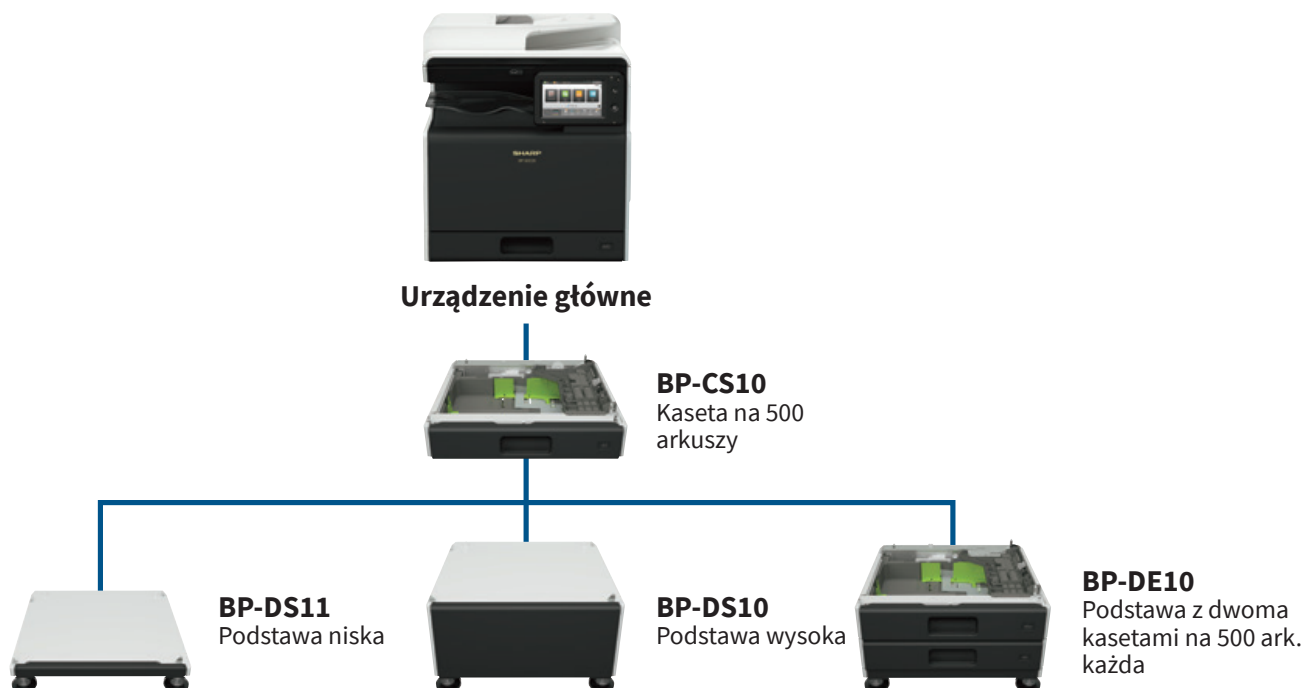 SHARP
Urządzenie główne
BP-CS10
Kaseta na 500
arkuszy
BP-DS11
Podstawa niska
BP-DS10
Podstawa wysoka
BP-DE10
Podstawa z dwoma
kasetami na 500 ark.
każda